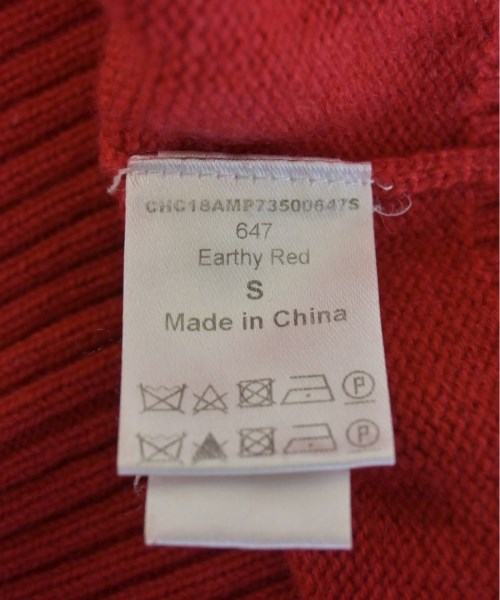 CHC18AMP73500647S
647
Earthy Red
S
Made in China
P
P